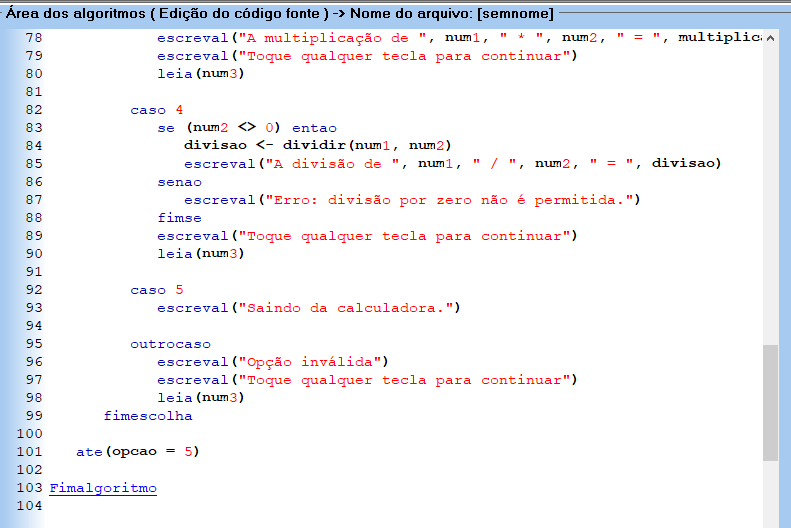 Área dos algoritmos ( Edição do código fonte ) -> Nome do arquivo: [semnome]
78 escreval("A multiplicação de ", num1, " * ", num2, " = ", multiplica
79 escreval("Toque qualquer tecla para continuar")
80 leia(num3)
81
82 caso 4
83 se (num2 <> 0) entao
84 divisao <- dividir(num1, num2)
85 escreval("A divisão de ", num1, " / ", num2, " = ", divisao)
86 senao
87 escreval("Erro: divisão por zero não é permitida.")
88 fimse
89 escreval("Toque qualquer tecla para continuar")
90 leia(num3)
91
92 caso 5
93 escreval("Saindo da calculadora.")
94
95 outrocaso
96 escreval("Opção inválida")
97 escreval("Toque qualquer tecla para continuar")
98 leia(num3)
99 fimescolha
100
101 ate(opcao = 5)
102
103 Fimalgoritmo
104